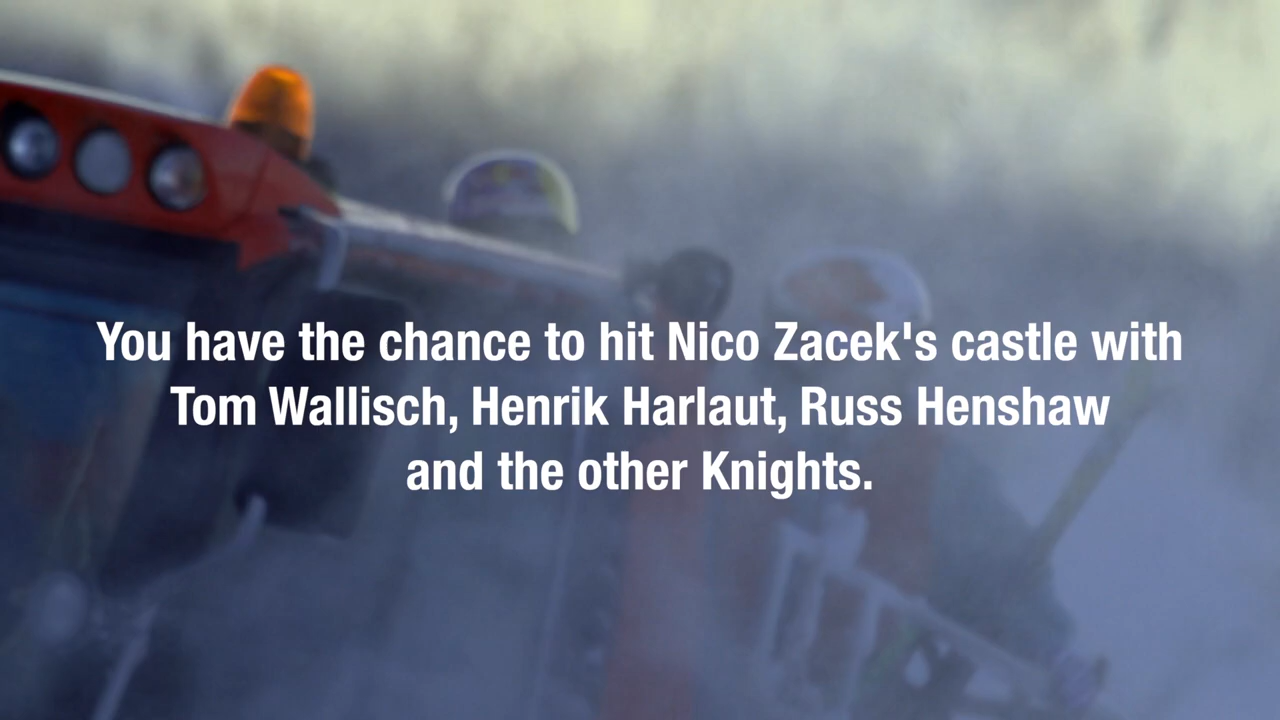 You have the chance to hit Nico Zacek's castle with
Tom Wallisch, Henrik Harlaut, Russ Henshaw
and the other Knights.